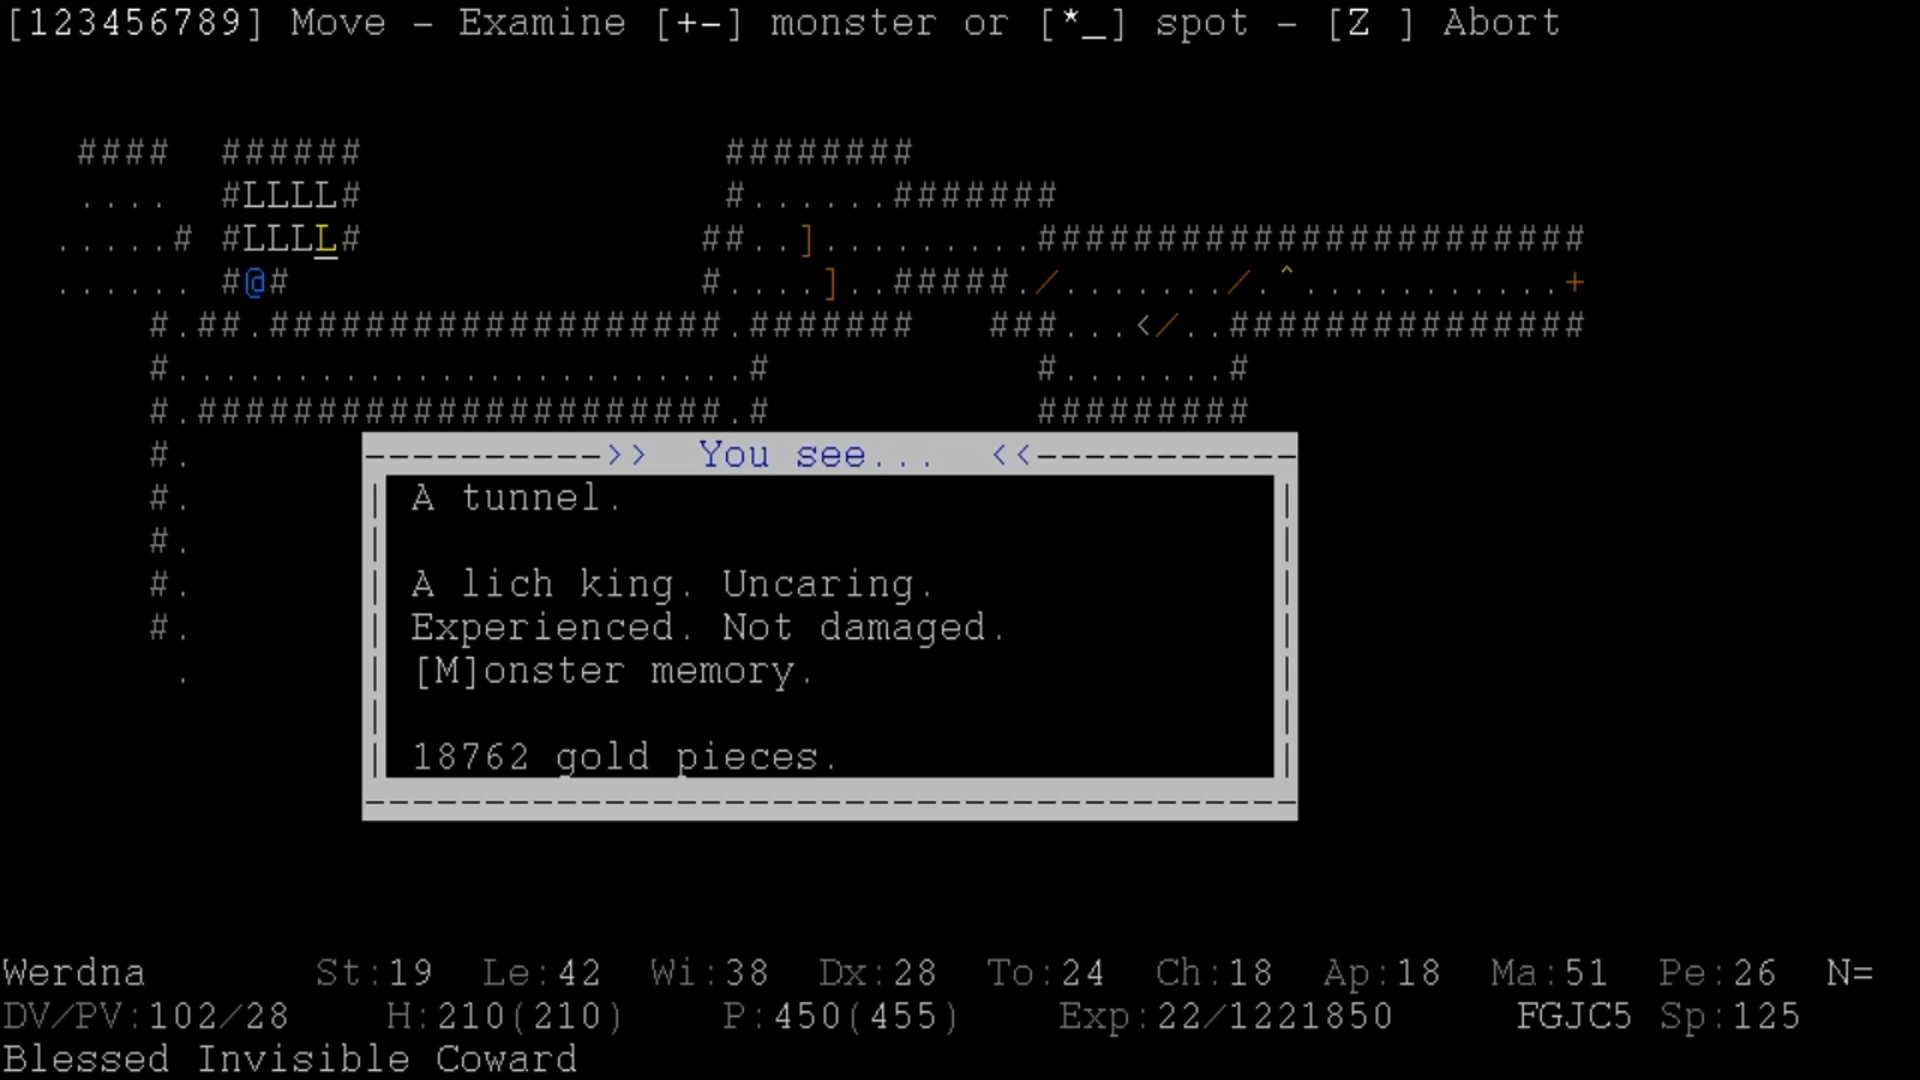 [123456789] Move - Examine [+-] monster or [*_] spot - [Z ] Abort
#### ###### ########
.... #LLLL# #......#######
.....# #LLLL# ##..].........#######################
...... #@# #....]..#####./......./.^...........+
#.##.###################.####### ###...</..###############
#.......................# #.......#
#.######################.# #########
#.
#.
#.
#.
#.
.
---------->> You see... <<-----------
A tunnel.
A lich king. Uncaring.
Experienced. Not damaged.
[M]onster memory.
18762 gold pieces.
Werdna St:19 Le:42 Wi:38 Dx:28 To:24 Ch:18 Ap:18 Ma:51 Pe:26 N=
DV/PV:102/28 H:210(210) P:450(455) Exp:22/1221850 FGJC5 Sp:125
Blessed Invisible Coward